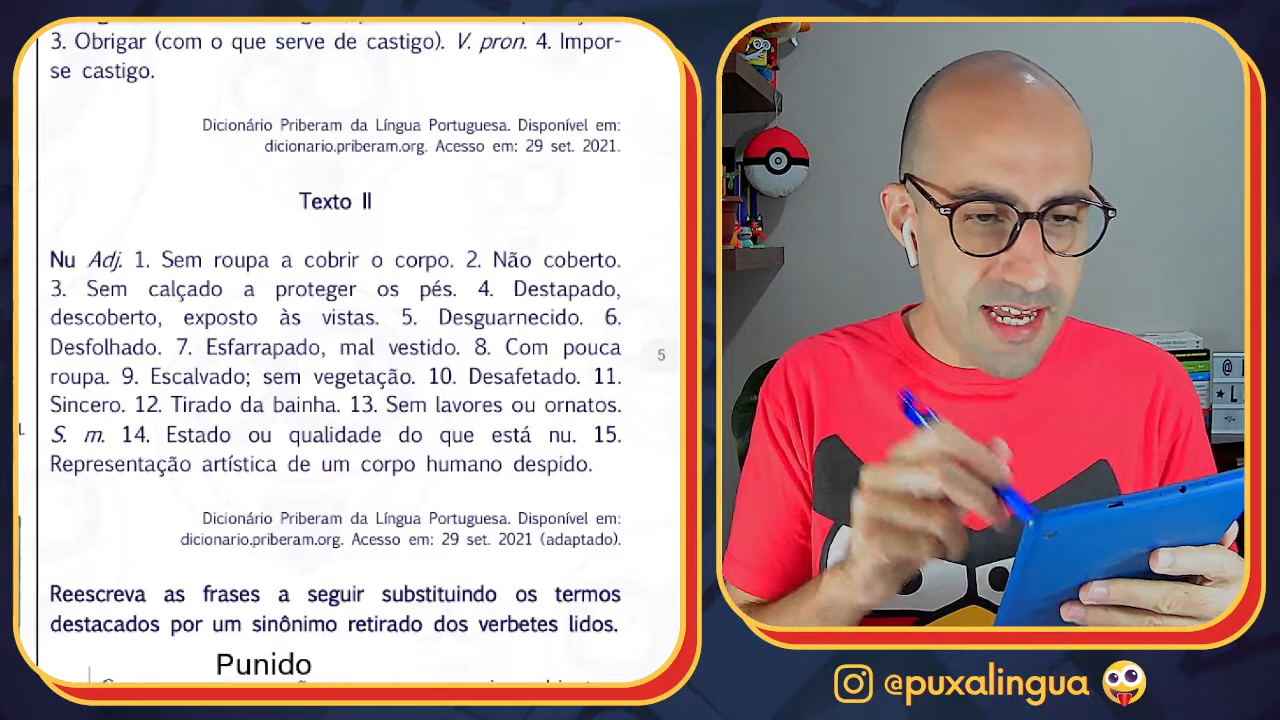 3. Obrigar (com o que serve de castigo). V. pron. 4. Impor-
se castigo.
Dicionário Priberam da Língua Portuguesa. Disponível em:
dicionario.priberam.org. Acesso em: 29 set. 2021.
Texto II
Nu Adj. 1. Sem roupa a cobrir o corpo. 2. Não coberto.
3. Sem calçado a proteger os pés. 4. Destapado,
descoberto, exposto às vistas. 5. Desguarnecido. 6.
Desfolhado. 7. Esfarrapado, mal vestido. 8. Com pouca
5
roupa. 9. Escalvado; sem vegetação. 10. Desafetado. 11.
Sincero. 12. Tirado da bainha. 13. Sem lavores ou ornatos.
S. m. 14. Estado ou qualidade do que está nu. 15.
Representação artística de um corpo humano despido.
Dicionário Priberam da Língua Portuguesa. Disponível em:
dicionario.priberam.org. Acesso em: 29 set. 2021 (adaptado).
Reescreva as frases a seguir substituindo os termos
destacados por um sinônimo retirado dos verbetes lidos.
Punido
@puxalingua